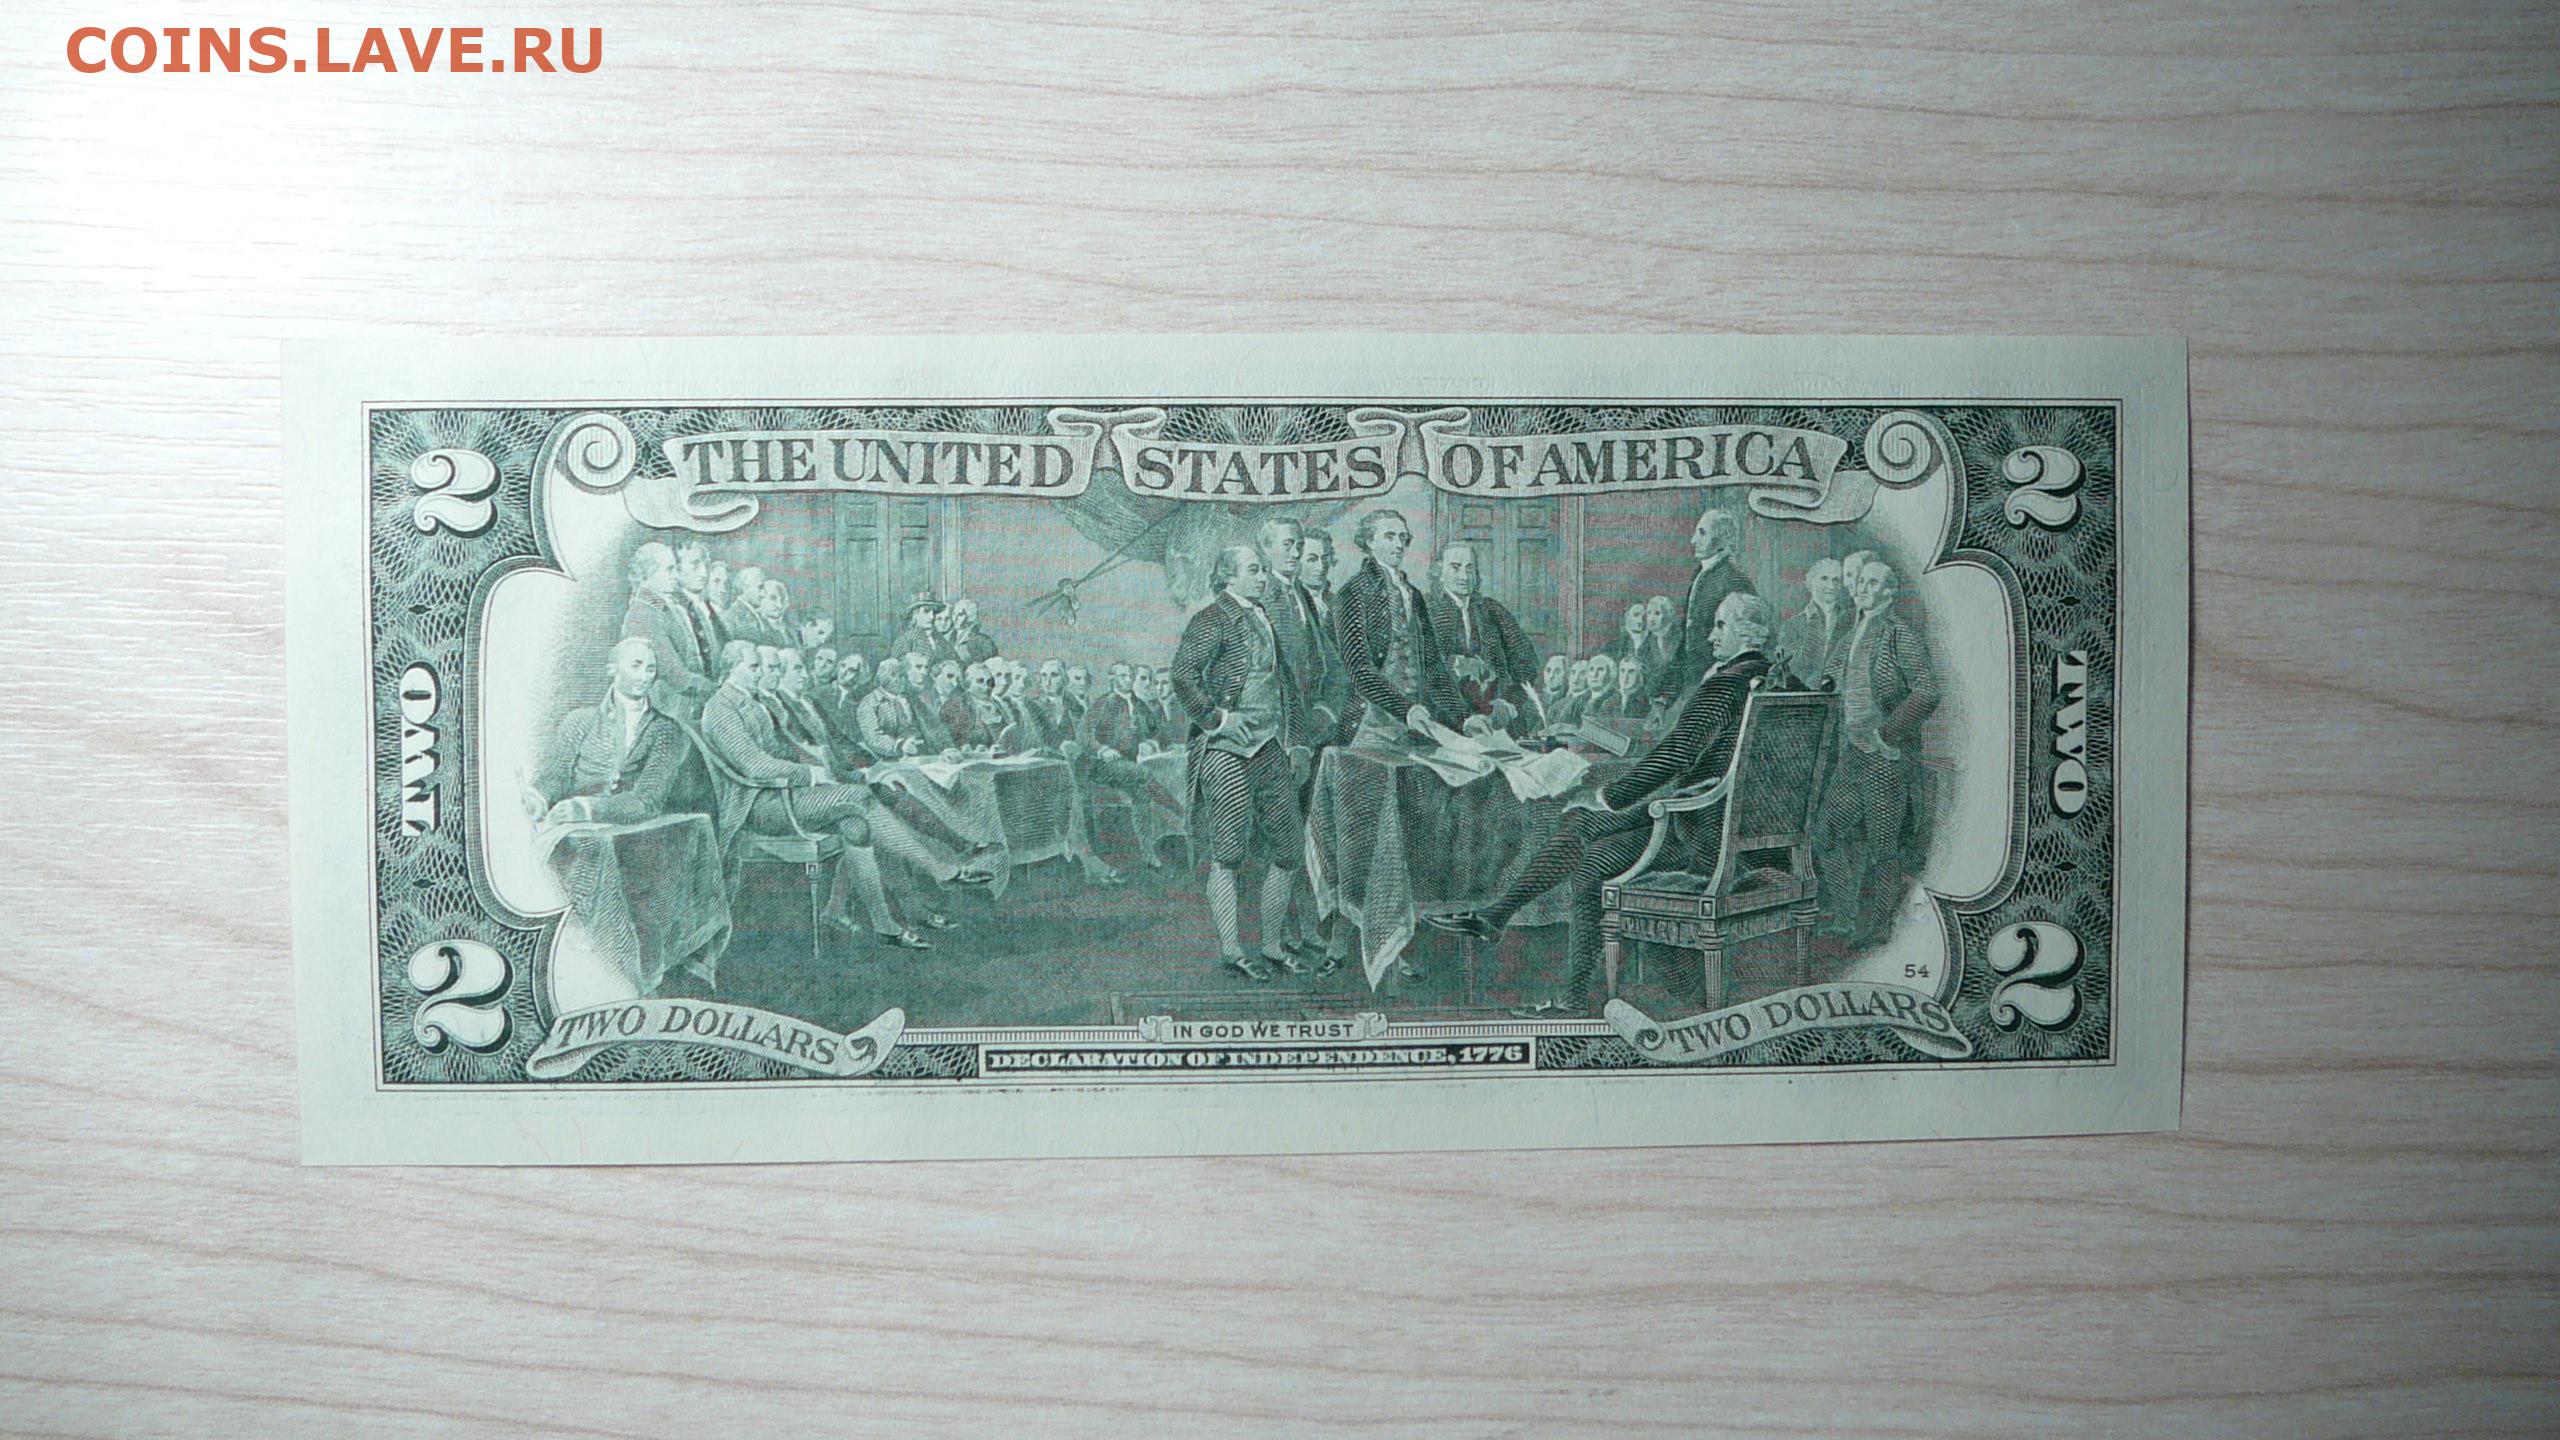 COINS.LAVE.RU
THE UNITED STATES OF AMERICA
2
2
TWO
TWO
2
2
54
TWO DOLLARS
IN GOD WE TRUST
TWO DOLLARS
DECLARATION OF INDEPENDENCE, 1776